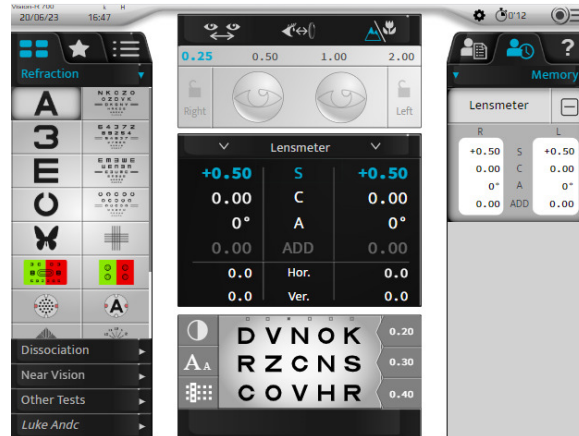 Vision-R 700
20/06/23 16:47
S H
0'12
Refraction
A
N K O Z O
3
E
Dissociation
Near Vision
Other Tests
Luke Andc
0.25 0.50 1.00 2.00
Right Left
Lensmeter
+0.50 S +0.50
0.00 C 0.00
0° A 0°
0.00 ADD 0.00
0.0 Hor. 0.0
0.0 Ver. 0.0
D V N O K 0.20
A A R Z C N S 0.30
C O V H R 0.40
?
Memory
Lensmeter
R L
+0.50 S +0.50
0.00 C 0.00
0° A 0°
0.00 ADD 0.00